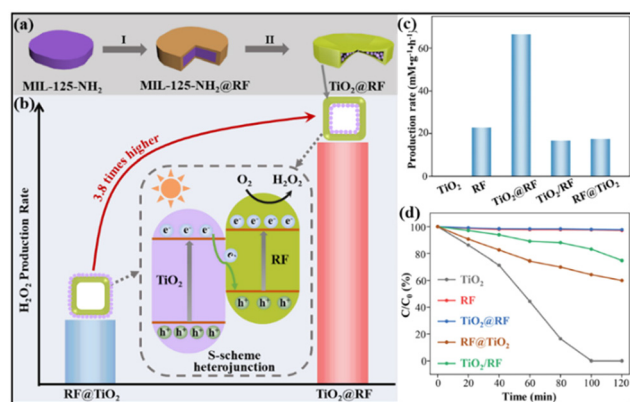 (a)
I
II
MIL-125-NH₂
MIL-125-NH₂@RF
TiO₂@RF
(b)
H₂O₂ Production Rate
3.8 times higher
O₂
H₂O₂
e⁻ e⁻ e⁻ e⁻
e⁻ e⁻ e⁻ e⁻
e⁻
TiO₂
RF
h⁺ h⁺ h⁺ h⁺
h⁺ h⁺ h⁺ h⁺
S-scheme
heterojunction
RF@TiO₂
TiO₂@RF
(c)
Production rate (mM·g⁻¹·h⁻¹)
80
60
40
20
0
TiO₂
RF
TiO₂@RF
TiO₂/RF
RF@TiO₂
(d)
C/C₀ (%)
100
80
60
40
20
0
TiO₂
RF
TiO₂@RF
RF@TiO₂
TiO₂/RF
0 20 40 60 80 100 120
Time (min)